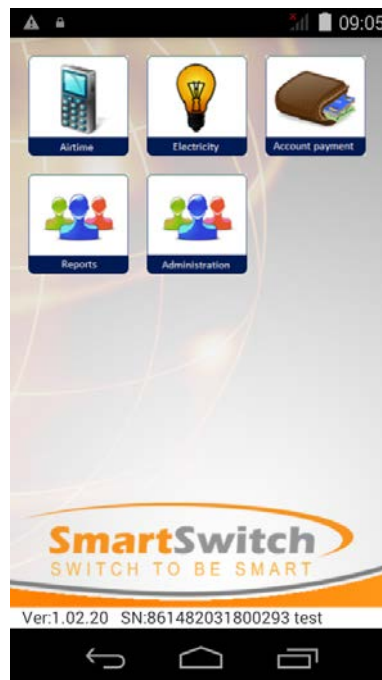 09:05
Airtime
Electricity
Account payment
Reports
Administration
SmartSwitch
SWITCH TO BE SMART
Ver:1.02.20 SN:861482031800293 test